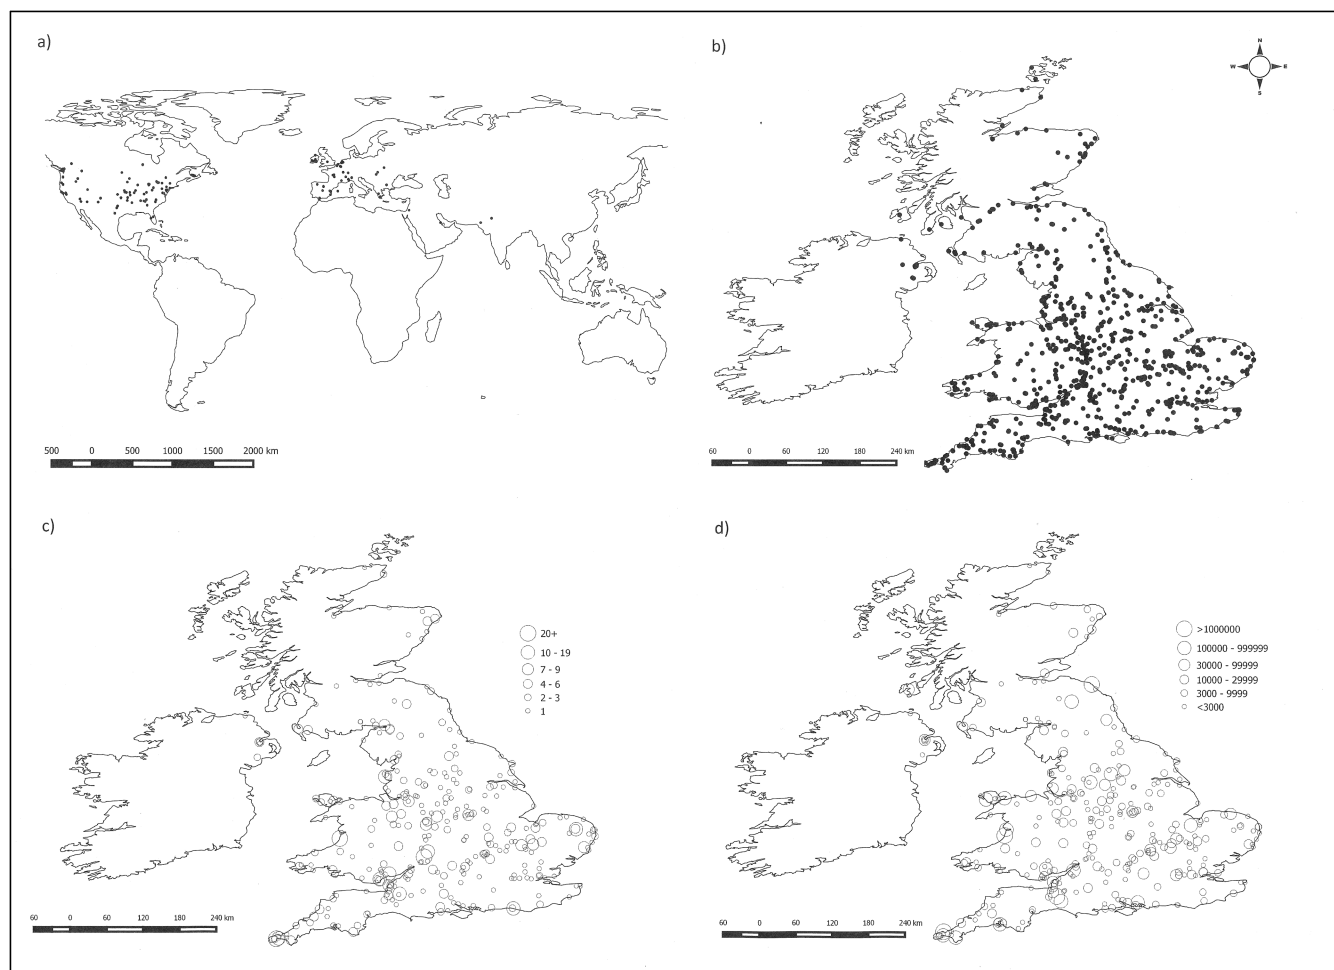 a)
500 0 500 1000 1500 2000 km
b)
N
W E
S
60 0 60 120 180 240 km
c)
20+
10 - 19
7 - 9
4 - 6
2 - 3
1
60 0 60 120 180 240 km
d)
>1000000
100000 - 999999
30000 - 99999
10000 - 29999
3000 - 9999
<3000
60 0 60 120 180 240 km